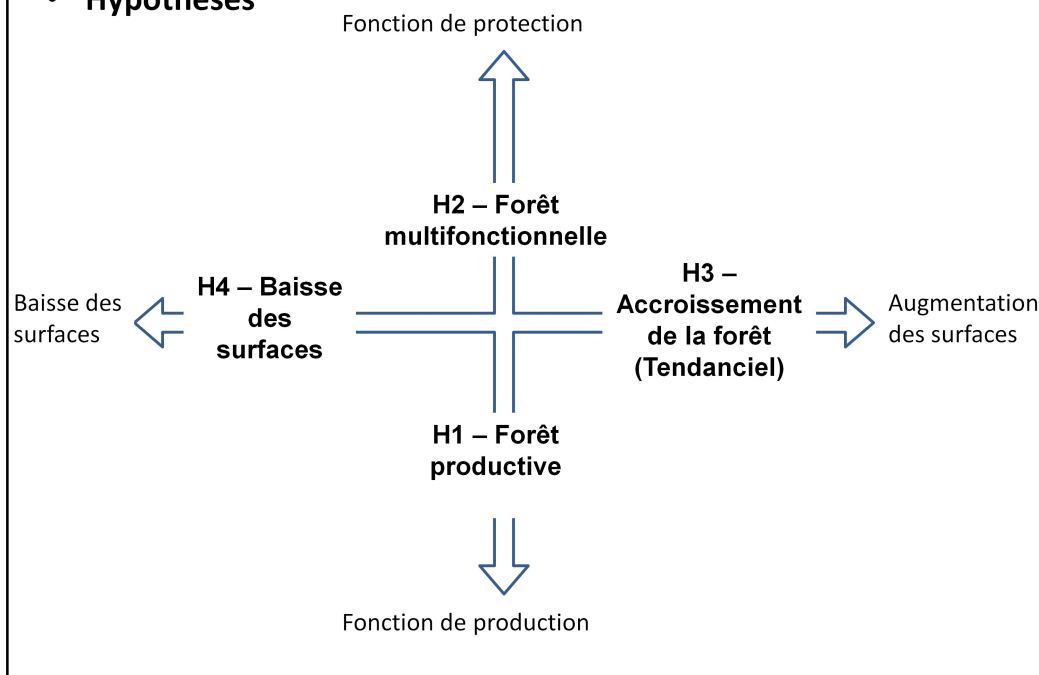 • Hypothèses
Fonction de protection
H2 – Forêt
multifonctionnelle
H4 – Baisse
des
surfaces
Baisse des
surfaces
H3 –
Accroissement
de la forêt
(Tendanciel)
Augmentation
des surfaces
H1 – Forêt
productive
Fonction de production